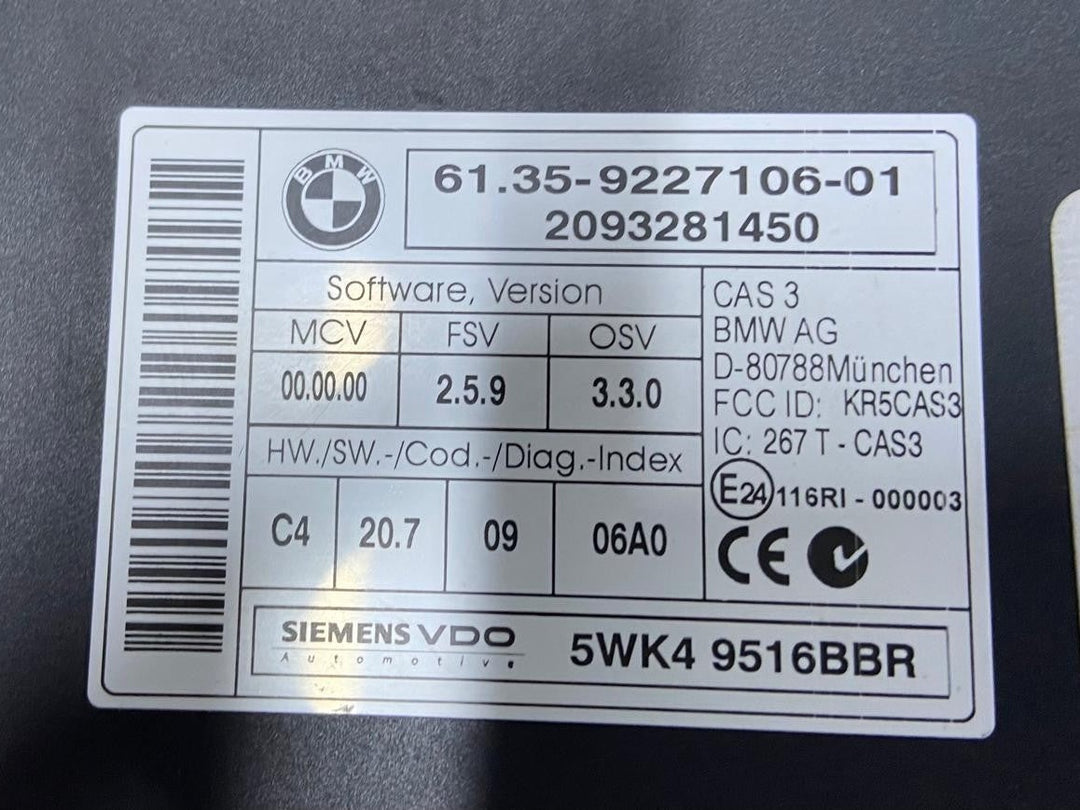 BMW
61.35-9227106-01
2093281450
Software, Version
MCV FSV OSV
00.00.00 2.5.9 3.3.0
HW./SW.-/Cod.-/Diag.-Index
C4 20.7 09 06A0
CAS 3
BMW AG
D-80788München
FCC ID: KR5CAS3
IC: 267 T - CAS3
E24 116RI - 000003
CE
SIEMENS VDO
Automotive
5WK4 9516BBR